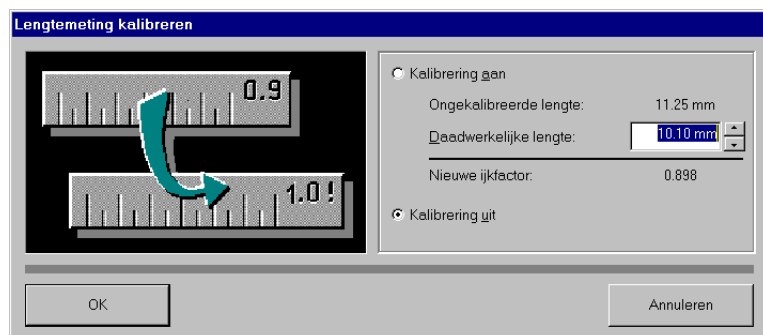 Lengtemeting kalibreren
0.9
1.0!
Kalibrering aan
Ongekalibreerde lengte: 11.25 mm
Daadwerkelijke lengte: 10.10 mm
Nieuwe ijkfactor: 0.898
Kalibrering uit
OK
Annuleren